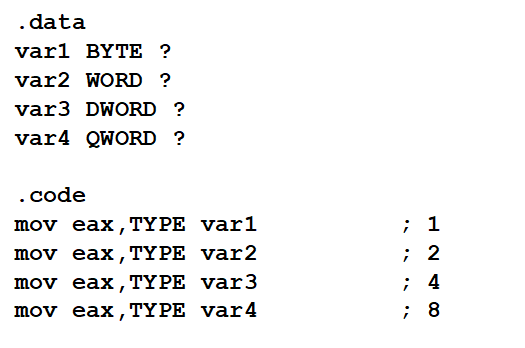 .data
var1 BYTE ?
var2 WORD ?
var3 DWORD ?
var4 QWORD ?
.code
mov eax,TYPE var1 ; 1
mov eax,TYPE var2 ; 2
mov eax,TYPE var3 ; 4
mov eax,TYPE var4 ; 8